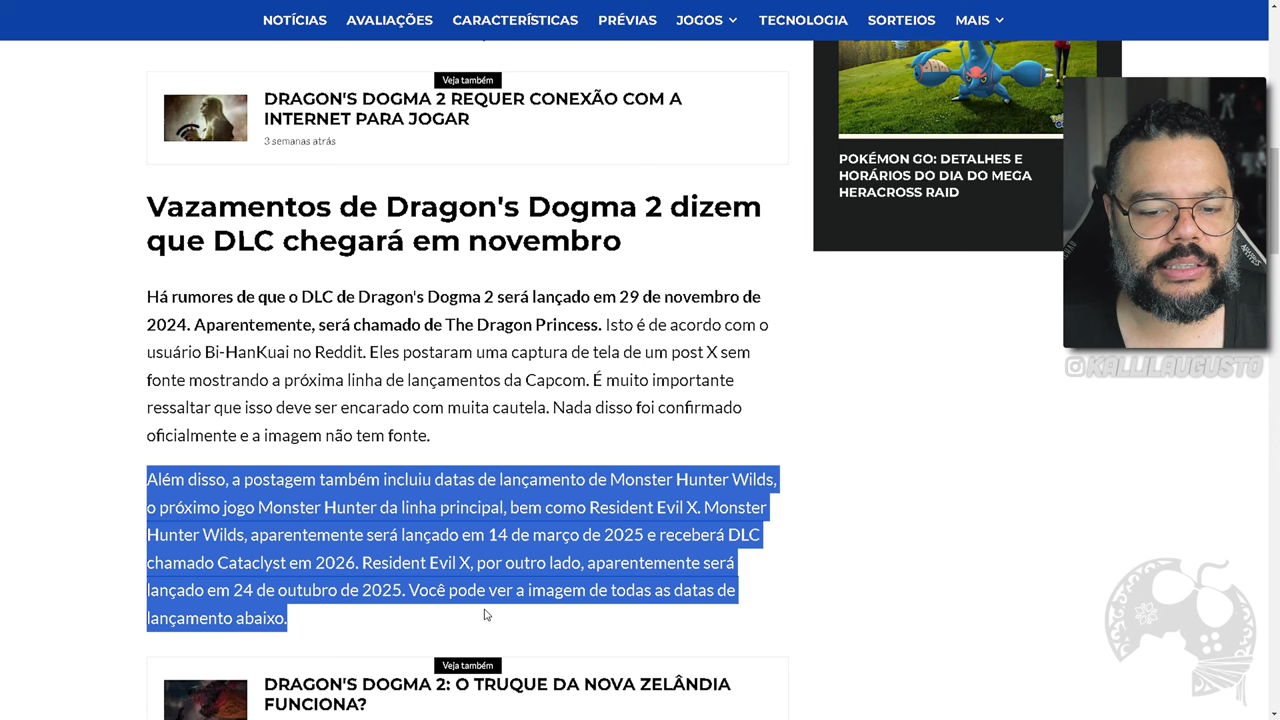 NOTÍCIAS AVALIAÇÕES CARACTERÍSTICAS PRÉVIAS JOGOS TECNOLOGIA SORTEIOS MAIS
Veja também
DRAGON'S DOGMA 2 REQUER CONEXÃO COM A
INTERNET PARA JOGAR
3 semanas atrás
Vazamentos de Dragon's Dogma 2 dizem
que DLC chegará em novembro
Há rumores de que o DLC de Dragon's Dogma 2 será lançado em 29 de novembro de
2024. Aparentemente, será chamado de The Dragon Princess. Isto é de acordo com o
usuário Bi-HanKuai no Reddit. Eles postaram uma captura de tela de um post X sem
fonte mostrando a próxima linha de lançamentos da Capcom. É muito importante
ressaltar que isso deve ser encarado com muita cautela. Nada disso foi confirmado
oficialmente e a imagem não tem fonte.
Além disso, a postagem também incluiu datas de lançamento de Monster Hunter Wilds,
o próximo jogo Monster Hunter da linha principal, bem como Resident Evil X. Monster
Hunter Wilds, aparentemente será lançado em 14 de março de 2025 e receberá DLC
chamado Cataclyst em 2026. Resident Evil X, por outro lado, aparentemente será
lançado em 24 de outubro de 2025. Você pode ver a imagem de todas as datas de
lançamento abaixo.
Veja também
DRAGON'S DOGMA 2: O TRUQUE DA NOVA ZELÂNDIA
FUNCIONA?
POKÉMON GO: DETALHES E
HORÁRIOS DO DIA DO MEGA
HERACROSS RAID
KALLILAUGUSTO